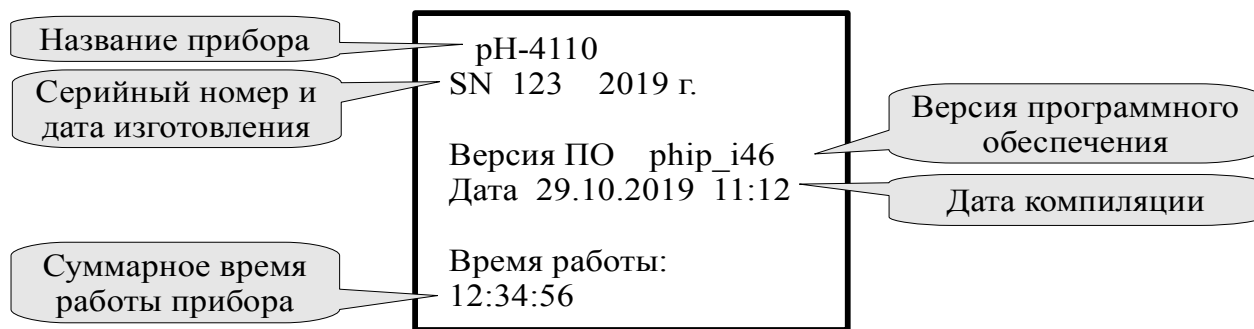 Название прибора
Серийный номер и
дата изготовления
Суммарное время
работы прибора
pH-4110
SN 123 2019 г.
Версия ПО phip_i46
Дата 29.10.2019 11:12
Время работы:
12:34:56
Версия программного
обеспечения
Дата компиляции